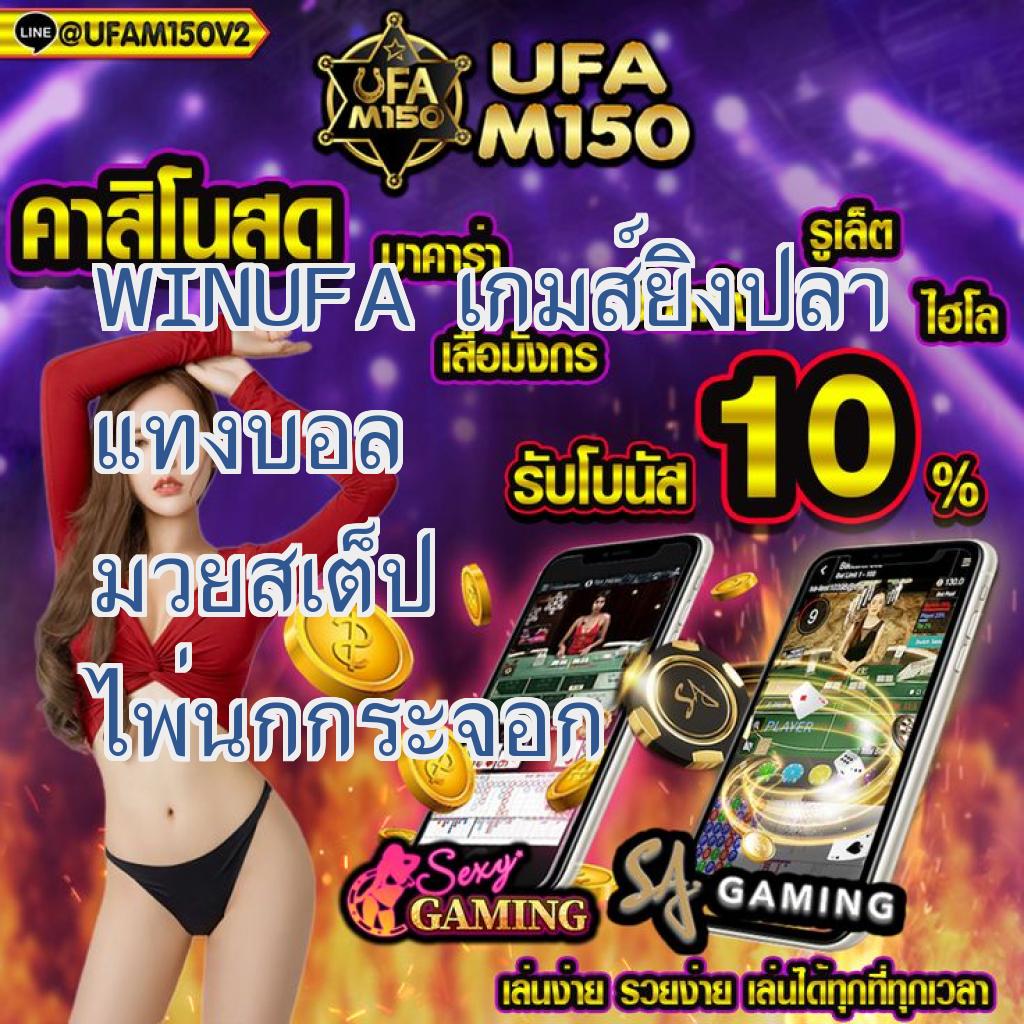 LINE @UFAM150V2
UFA
M150
UFA
M150
คาสิโนสด
บาคาร่า
รูเล็ต
WINUFA เกมส์ยิงปลา
ไฮโล
เสือมังกร
แทงบอล
10
รับโบนัส
%
มวยสเต็ป
ไพ่นกกระจอก
9
PLAYER
SA
Sexy
GAMING
SA GAMING
เล่นง่าย รวยง่าย เล่นได้ทุกที่ทุกเวลา